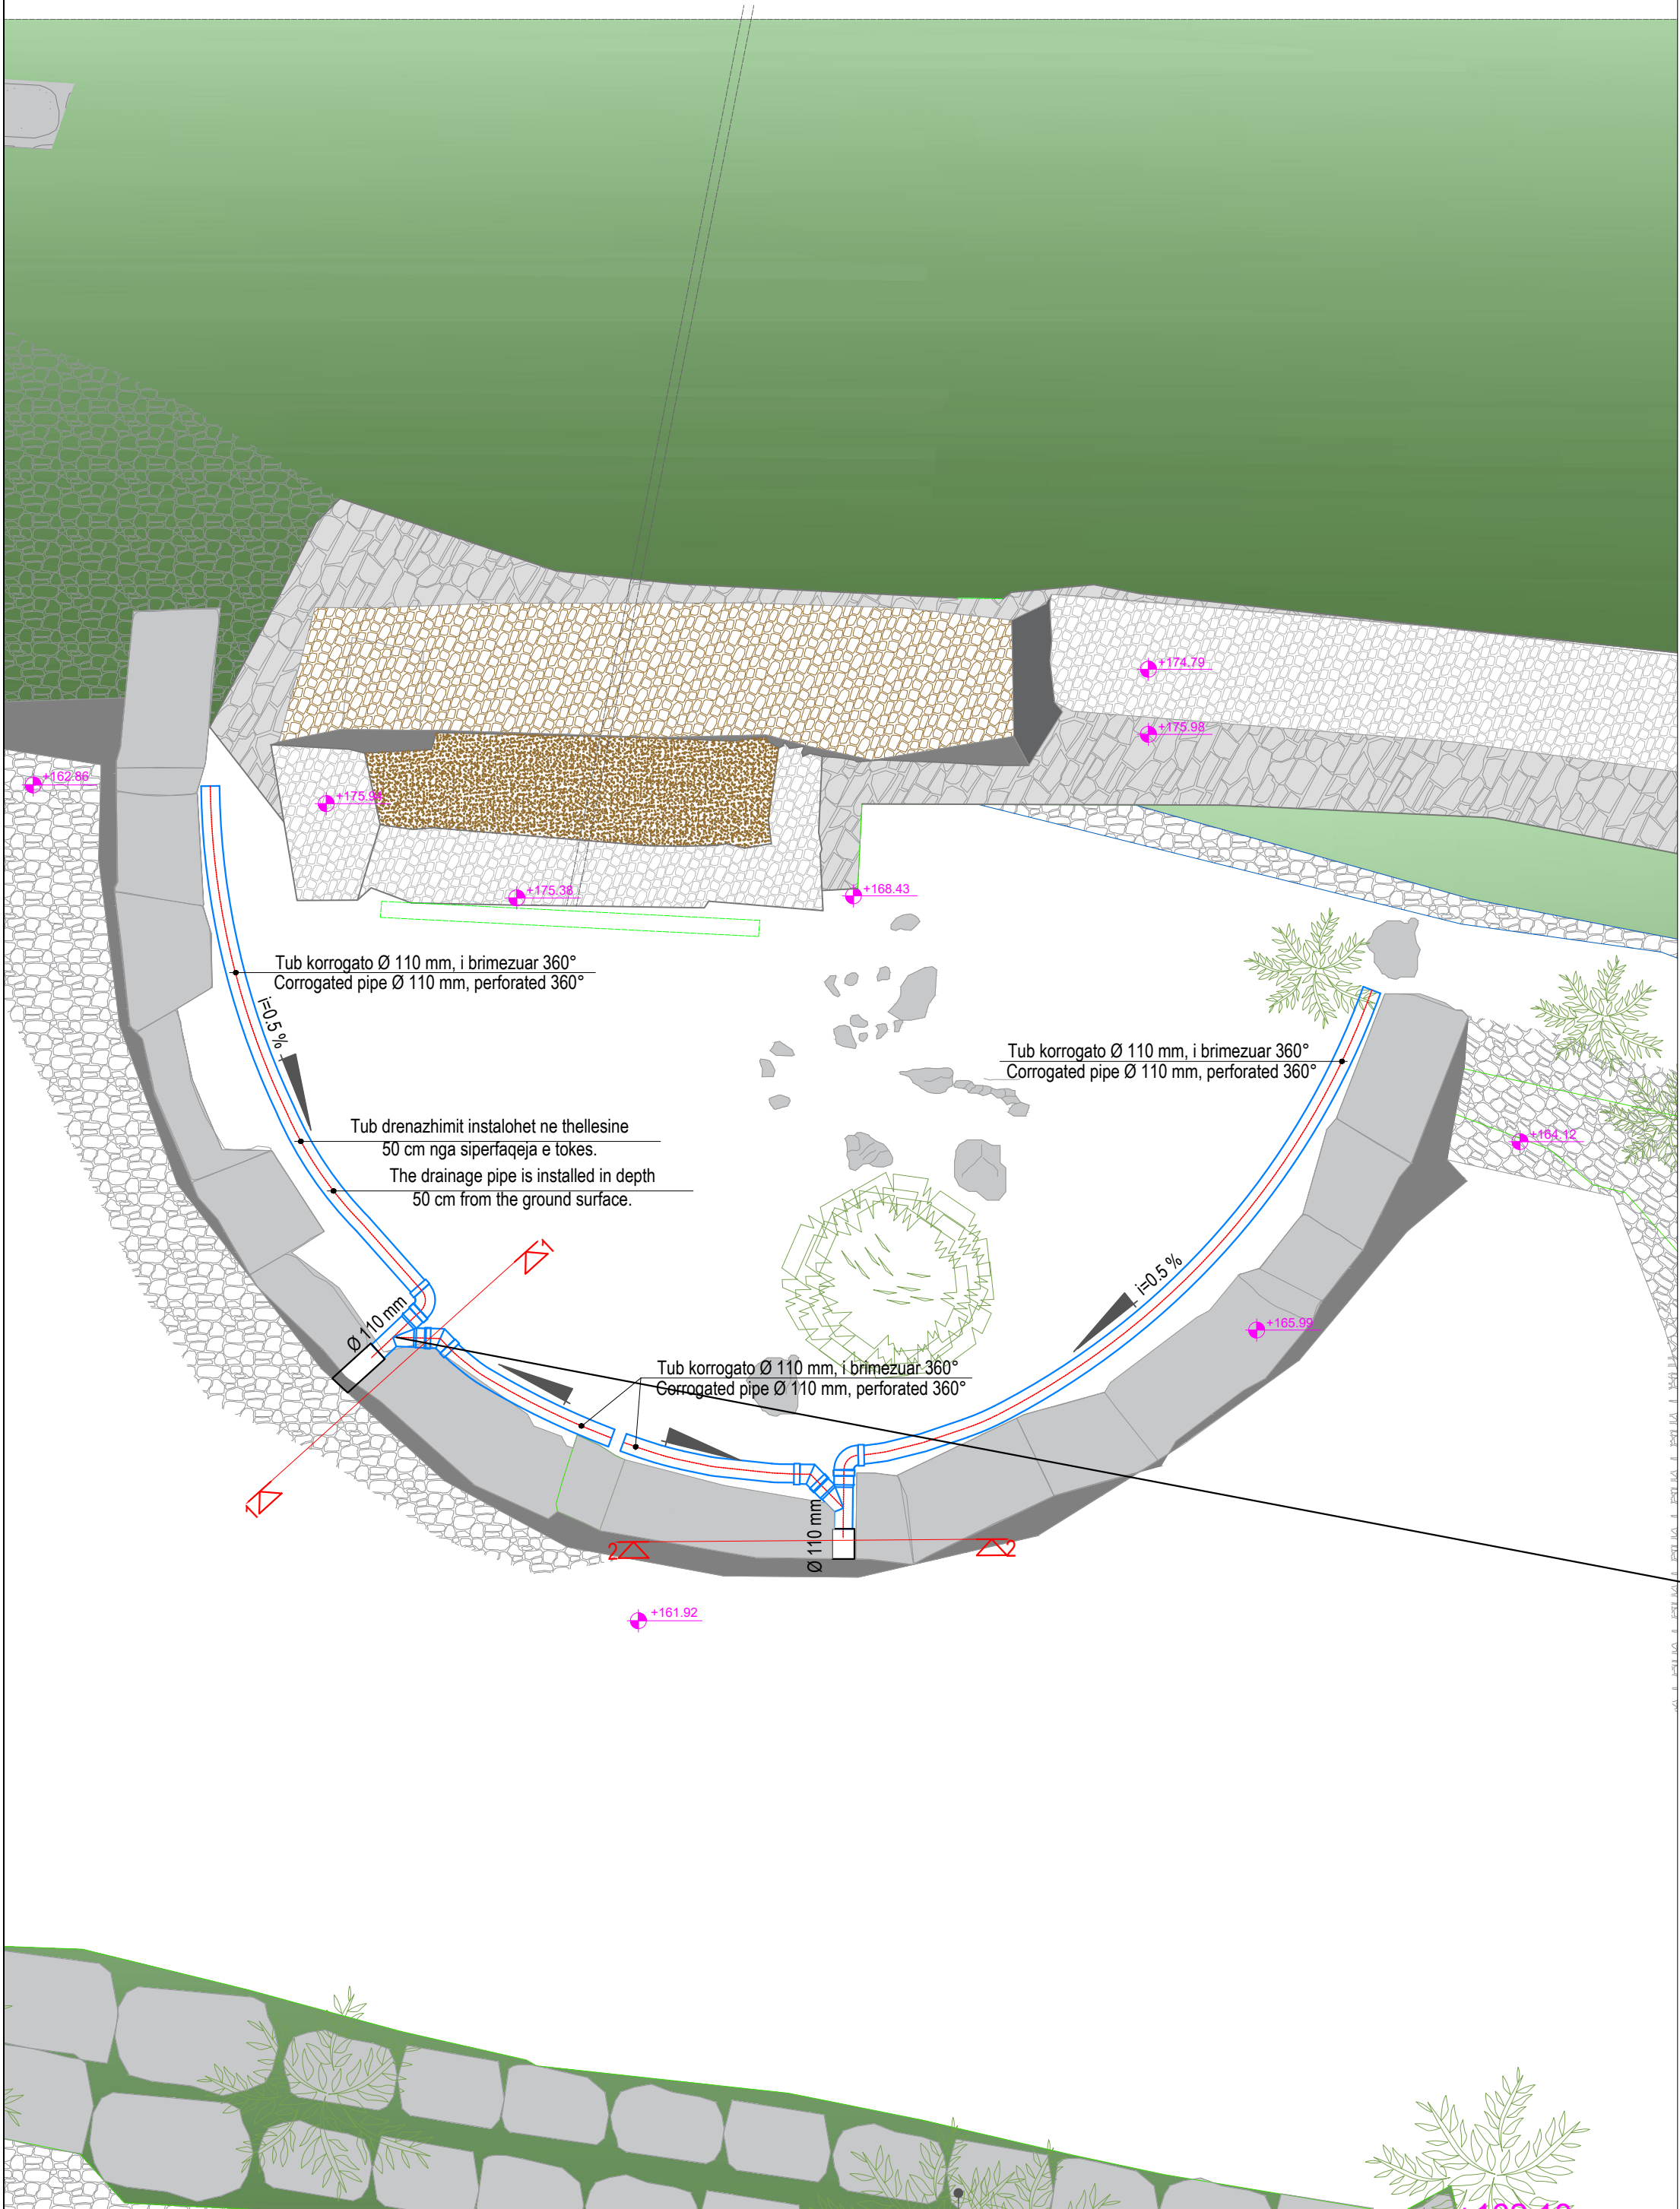 +174.79
+175.98
+162.86
+175.38
+168.43
Tub korrogato Ø 110 mm, i brimezuar 360°
Corrogated pipe Ø 110 mm, perforated 360°
i=0.5 %
Tub korrogato Ø 110 mm, i brimezuar 360°
Corrogated pipe Ø 110 mm, perforated 360°
Tub drenazhimit instalohet ne thellesine
50 cm nga siperfaqeja e tokes.
+164.12
The drainage pipe is installed in depth
50 cm from the ground surface.
1
i=0.5 %
Ø 110 mm
+165.99
Tub korrogato Ø 110 mm, i brimezuar 360°
Corrogated pipe Ø 110 mm, perforated 360°
1
Ø 110 mm
2
2
+161.92